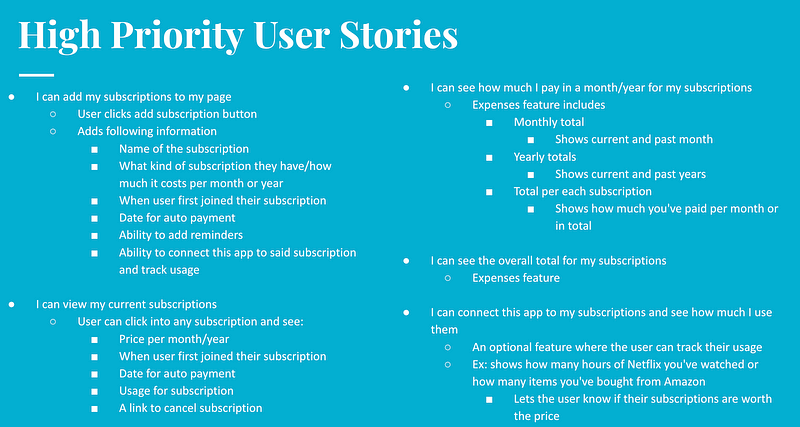 High Priority User Stories
● I can add my subscriptions to my page
○ User clicks add subscription button
○ Adds following information
■ Name of the subscription
■ What kind of subscription they have/how
much it costs per month or year
■ When user first joined their subscription
■ Date for auto payment
■ Ability to add reminders
■ Ability to connect this app to said subscription
and track usage
● I can view my current subscriptions
○ User can click into any subscription and see:
■ Price per month/year
■ When user first joined their subscription
■ Date for auto payment
■ Usage for subscription
■ A link to cancel subscription
● I can see how much I pay in a month/year for my subscriptions
○ Expenses feature includes
■ Monthly total
■ Shows current and past month
■ Yearly totals
■ Shows current and past years
■ Total per each subscription
■ Shows how much you've paid per month or
in total
● I can see the overall total for my subscriptions
○ Expenses feature
● I can connect this app to my subscriptions and see how much I use
them
○ An optional feature where the user can track their usage
○ Ex: shows how many hours of Netflix you've watched or
how many items you've bought from Amazon
■ Lets the user know if their subscriptions are worth
the price